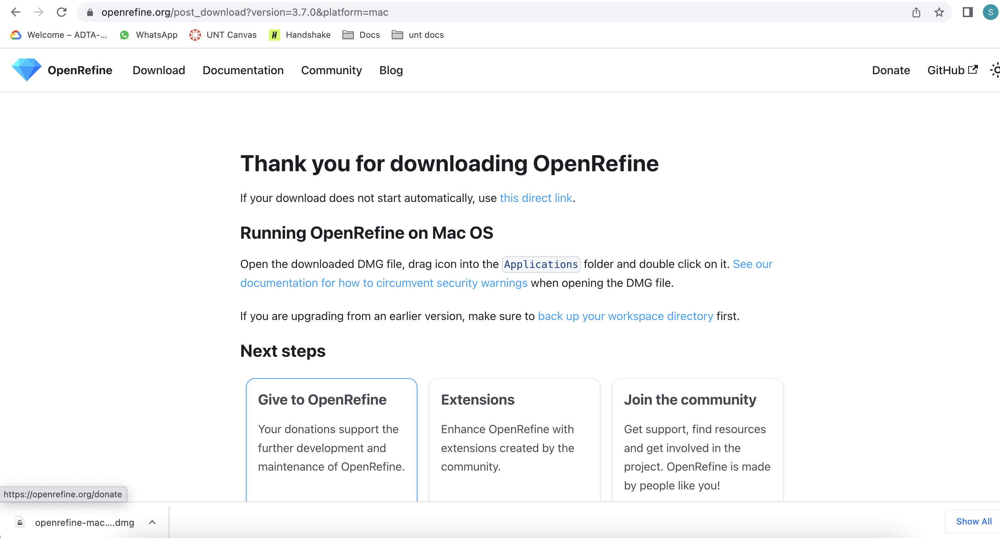 openrefine.org/post_download?version=3.7.0&platform=mac
S
Welcome – ADTA-... WhatsApp UNT Canvas H Handshake Docs unt docs
OpenRefine Download Documentation Community Blog Donate GitHub
Thank you for downloading OpenRefine
If your download does not start automatically, use this direct link.
Running OpenRefine on Mac OS
Open the downloaded DMG file, drag icon into the Applications folder and double click on it. See our
documentation for how to circumvent security warnings when opening the DMG file.
If you are upgrading from an earlier version, make sure to back up your workspace directory first.
Next steps
Give to OpenRefine
Your donations support the
further development and
maintenance of OpenRefine.
Extensions
Enhance OpenRefine with
extensions created by the
community.
Join the community
Get support, find resources
and get involved in the
project. OpenRefine is made
by people like you!
https://openrefine.org/donate
openrefine-mac....dmg
Show All